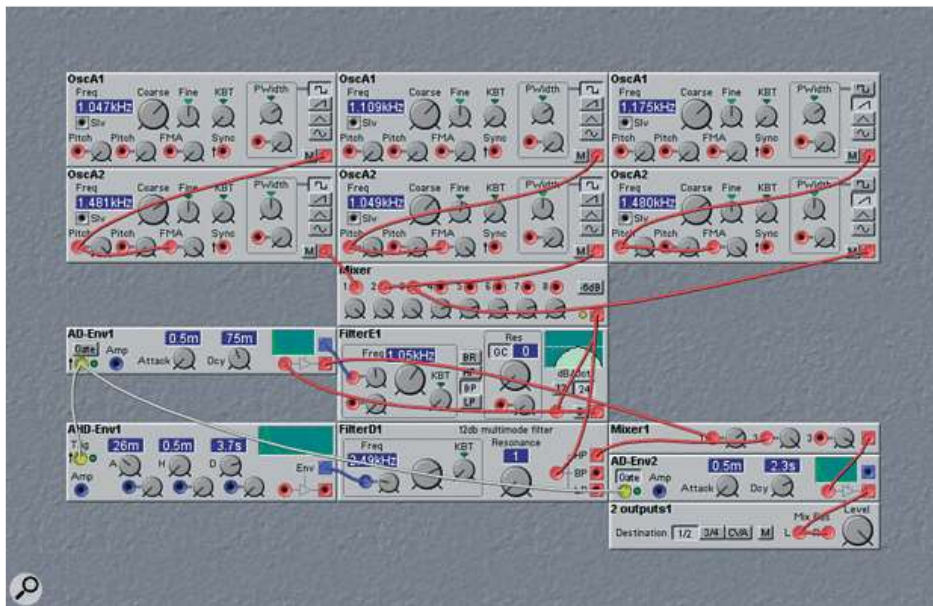 OscA1
Freq Coarse Fine KBT PWidth
1.047kHz
Slv
Pitch Pitch FMA Sync
M
OscA1
Freq Coarse Fine KBT PWidth
1.109kHz
Slv
Pitch Pitch FMA Sync
M
OscA1
Freq Coarse Fine KBT PWidth
1.175kHz
Slv
Pitch Pitch FMA Sync
M
OscA2
Freq Coarse Fine KBT PWidth
1.481kHz
Slv
Pitch Pitch FMA Sync
M
OscA2
Freq Coarse Fine KBT PWidth
1.049kHz
Slv
Pitch Pitch FMA Sync
M
OscA2
Freq Coarse Fine KBT PWidth
1.480kHz
Slv
Pitch Pitch FMA Sync
M
Mixer
1 2 3 4 5 6 7 8 -6dB
AD-Env1
Gate Amp Attack 0.5m Dcy 75m
FilterE1
Freq 1.05kHz
KBT
BR
HP
BP
LP
Res
GC 0
dB/Oct
12 24
AHD-Env1
Trig 26m 0.5m 3.7s
A H D
Amp
Env
FilterD1 12db multimode filter
Freq KBT Resonance
2.49kHz 1
HP
BP
LP
Mixer1
1 2 3
AD-Env2
Gate Amp Attack 0.5m Dcy 2.3s
2 outputs1
Destination 1/2 3/4 CVA M L R Level